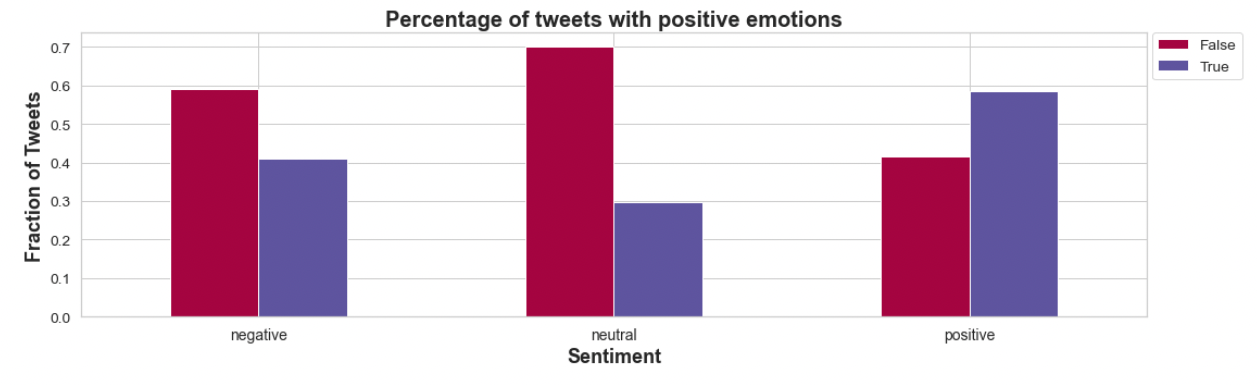 Percentage of tweets with positive emotions
False
True
Fraction of Tweets
0.7
0.6
0.5
0.4
0.3
0.2
0.1
0.0
negative
neutral
positive
Sentiment